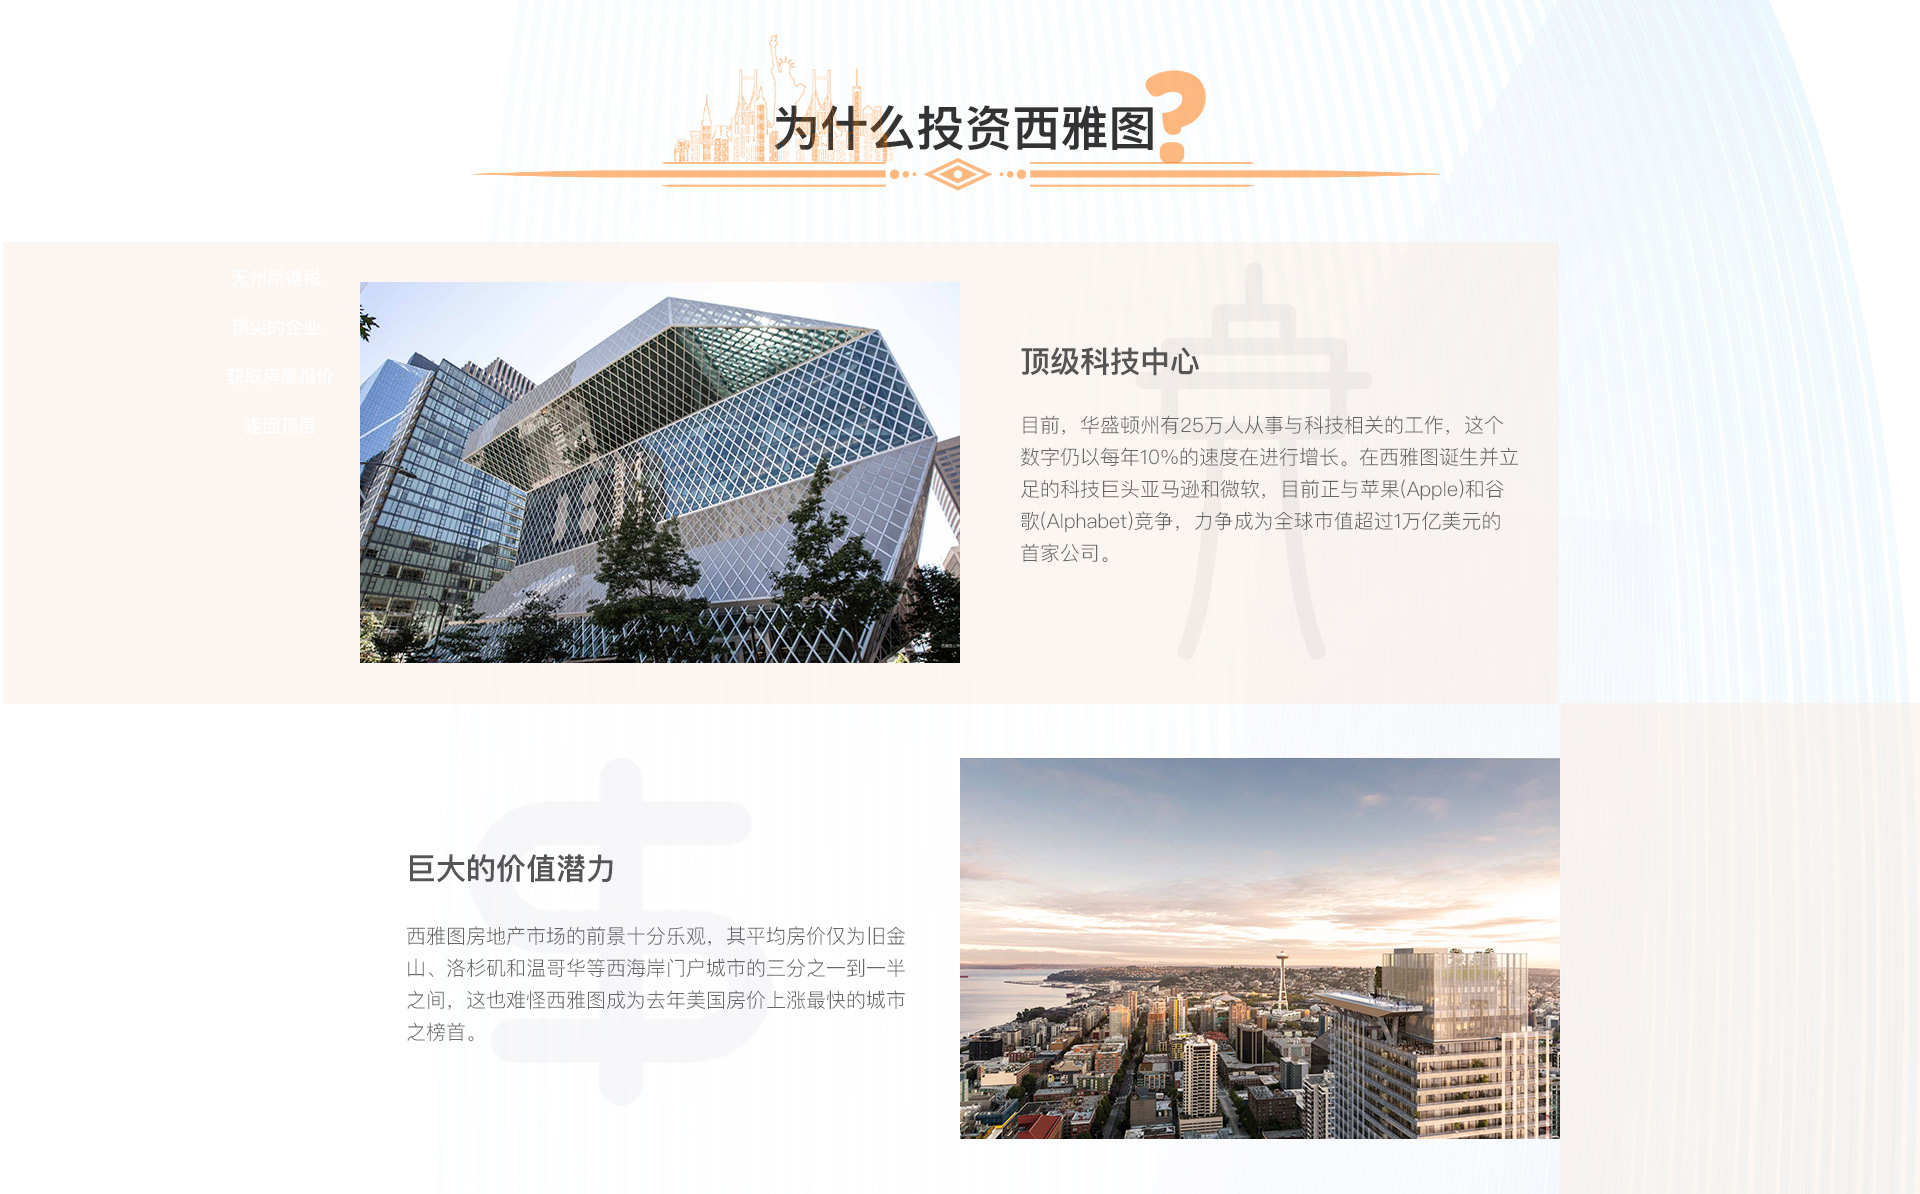 为什么投资西雅图?
无州所得税
顶尖的企业
获取房屋报价
返回顶层
顶级科技中心
目前，华盛顿州有25万人从事与科技相关的工作，这个
数字仍以每年10%的速度在进行增长。在西雅图诞生并立
足的科技巨头亚马逊和微软，目前正与苹果(Apple)和谷
歌(Alphabet)竞争，力争成为全球市值超过1万亿美元的
首家公司。
巨大的价值潜力
西雅图房地产市场的前景十分乐观，其平均房价仅为旧金
山、洛杉矶和温哥华等西海岸门户城市的三分之一到一半
之间，这也难怪西雅图成为去年美国房价上涨最快的城市
之榜首。